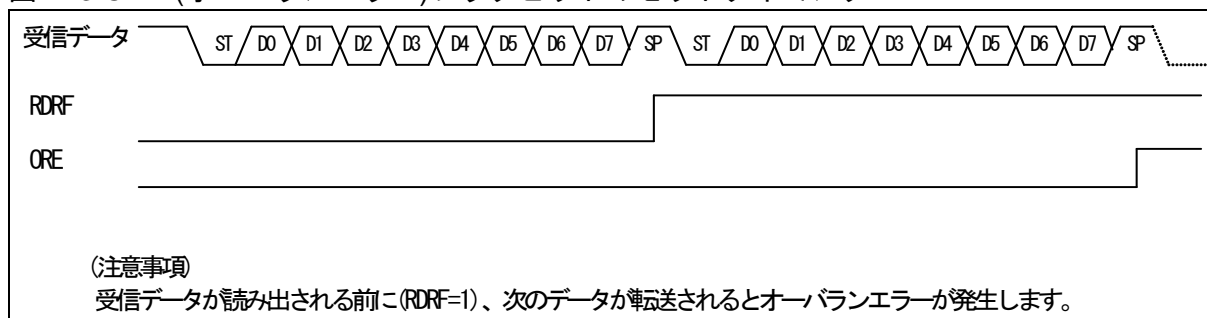 受信データ ST D0 D1 D2 D3 D4 D5 D6 D7 SP ST D0 D1 D2 D3 D4 D5 D6 D7 SP
RDRF
ORE
(注意事項)
受信データが読み出される前に(RDRF=1)、次のデータが転送されるとオーバランエラーが発生します。